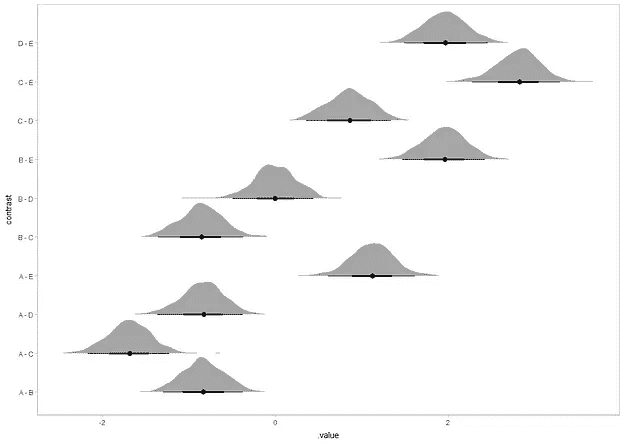 D - E
C - E
C - D
B - E
B - D
B - C
A - E
A - D
A - C
A - B
contrast
-2 0 2
.value